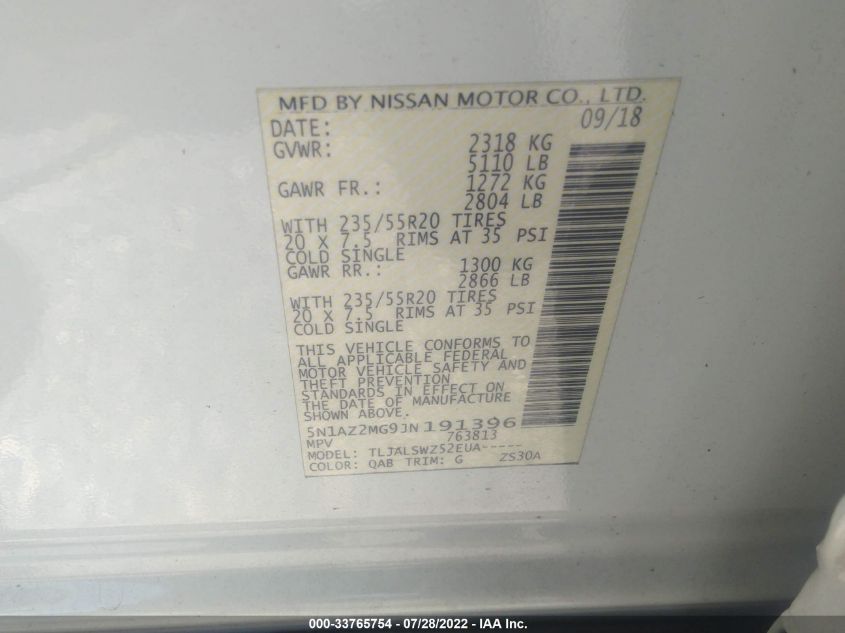 MFD BY NISSAN MOTOR CO., LTD.
DATE: 09/18
GVWR: 2318 KG
5110 LB
GAWR FR.: 1272 KG
2804 LB
WITH 235/55R20 TIRES
20 X 7.5 RIMS AT 35 PSI
COLD SINGLE
GAWR RR.: 1300 KG
2866 LB
WITH 235/55R20 TIRES
20 X 7.5 RIMS AT 35 PSI
COLD SINGLE
THIS VEHICLE CONFORMS TO
ALL APPLICABLE FEDERAL
MOTOR VEHICLE SAFETY AND
THEFT PREVENTION
STANDARDS IN EFFECT ON
THE DATE OF MANUFACTURE
SHOWN ABOVE.
5N1AZ2MG9JN191396
MPV 763813
MODEL: TLJALSWZ52EUA-----
COLOR: QAB TRIM: G ZS30A
000-33765754 / 07/28/2022 - IAA Inc.